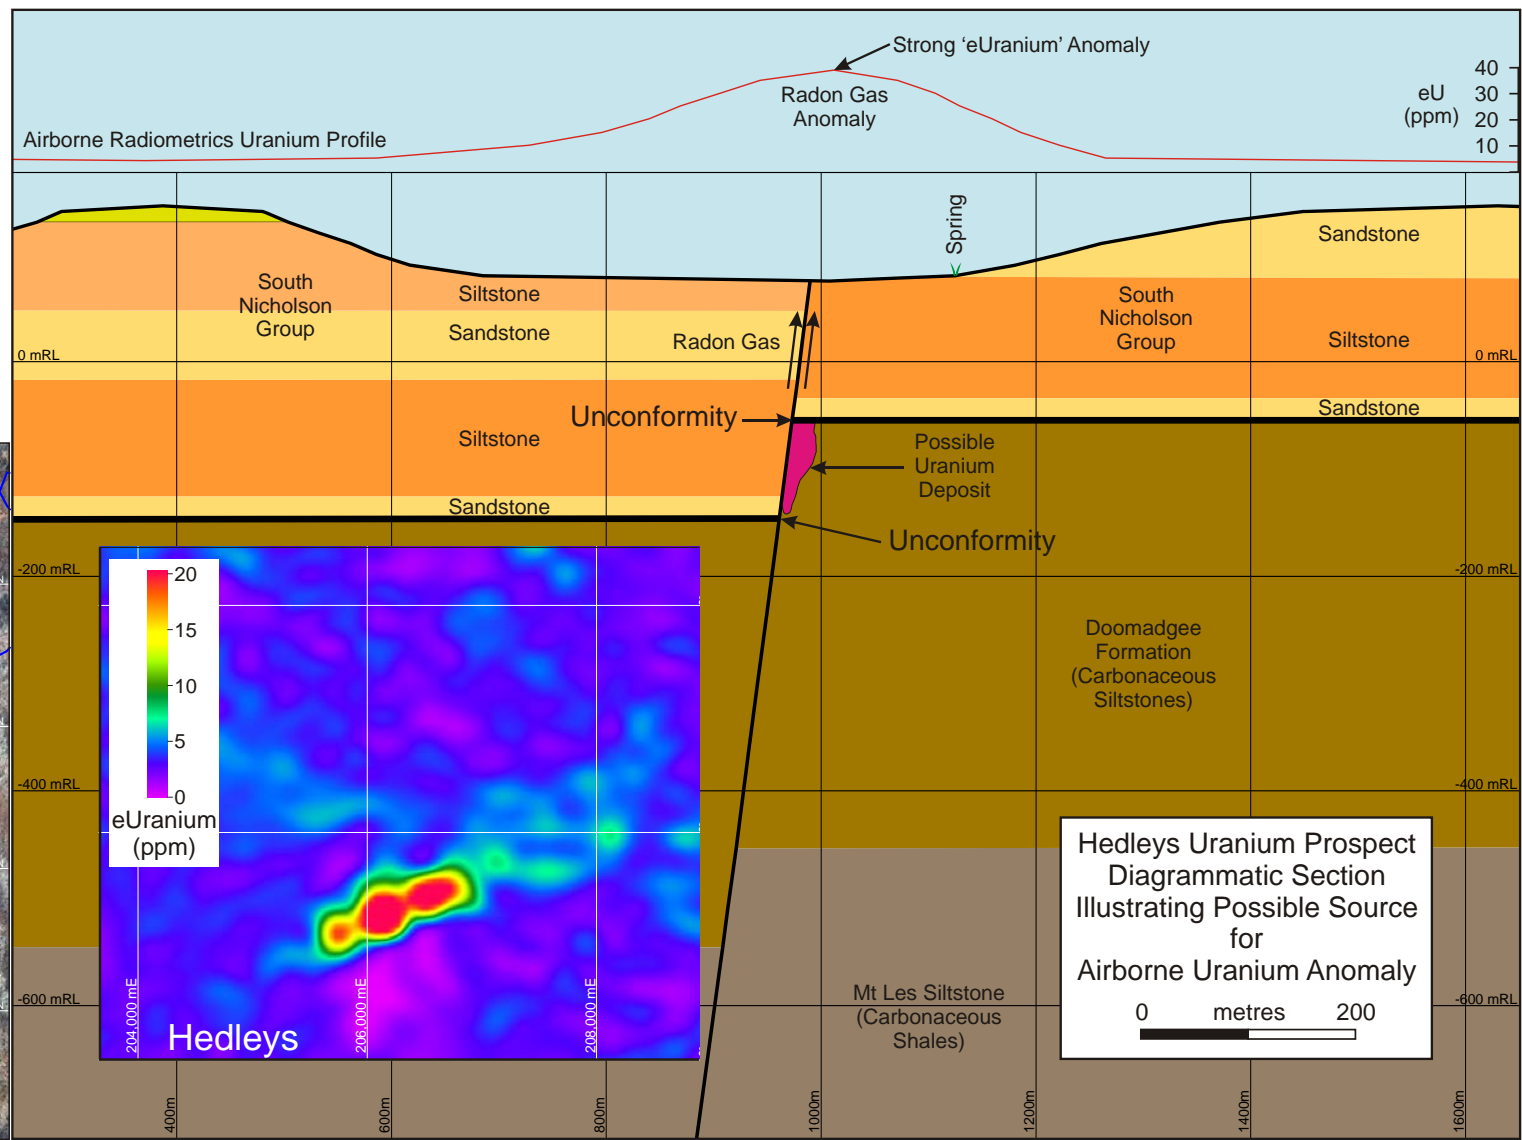 Strong ‘eUranium’ Anomaly
Radon Gas
Anomaly
Airborne Radiometrics Uranium Profile
eU
(ppm)
40
30
20
10
Spring
Sandstone
South
Nicholson
Group
Siltstone
Sandstone
Radon Gas
South
Nicholson
Group
Siltstone
0 mRL
0 mRL
Unconformity
Sandstone
Siltstone
Possible
Uranium
Deposit
Sandstone
Unconformity
-200 mRL
-200 mRL
20
15
10
5
0
eUranium
(ppm)
Doomadgee
Formation
(Carbonaceous
Siltstones)
-400 mRL
-400 mRL
204,000 mE
206,000 mE
208,000 mE
Hedleys
Hedleys Uranium Prospect
Diagrammatic Section
Illustrating Possible Source
for
Airborne Uranium Anomaly
0 metres 200
-600 mRL
-600 mRL
Mt Les Siltstone
(Carbonaceous
Shales)
400m
600m
800m
1000m
1200m
1400m
1600m